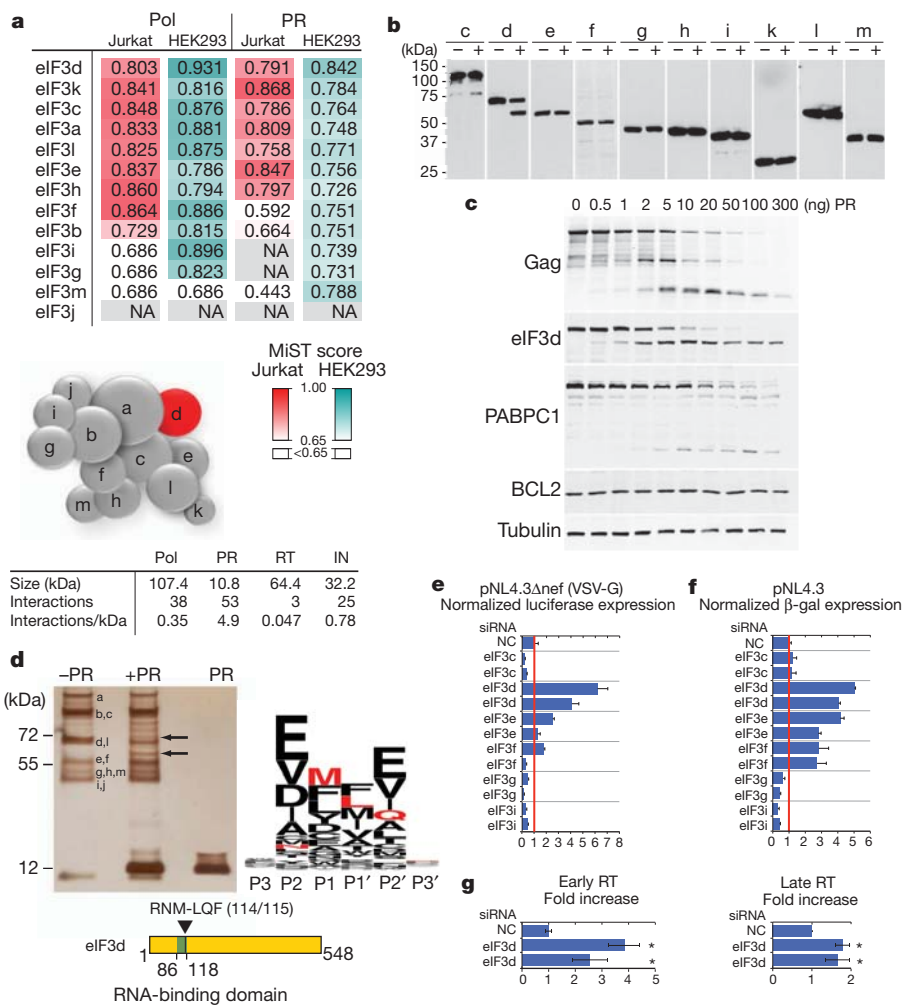 a
Pol PR
Jurkat HEK293 Jurkat HEK293
eIF3d 0.803 0.931 0.791 0.842
eIF3k 0.841 0.816 0.868 0.784
eIF3c 0.848 0.876 0.786 0.764
eIF3a 0.833 0.881 0.809 0.748
eIF3l 0.825 0.875 0.758 0.771
eIF3e 0.837 0.786 0.847 0.756
eIF3h 0.860 0.794 0.797 0.726
eIF3f 0.864 0.886 0.592 0.751
eIF3b 0.729 0.815 0.664 0.751
eIF3i 0.686 0.896 NA 0.739
eIF3g 0.686 0.823 NA 0.731
eIF3m 0.686 0.686 0.443 0.788
eIF3j NA NA NA NA
j a d i b g c e f l m h k
MiST score
Jurkat HEK293
1.00
0.65
<0.65
Pol PR RT IN
Size (kDa) 107.4 10.8 64.4 32.2
Interactions 38 53 3 25
Interactions/kDa 0.35 4.9 0.047 0.78
b
c d e f g h i k l m
(kDa) − + − + − + − + − + − + − + − + − + − +
150
100
75
50
37
25
c
0 0.5 1 2 5 10 20 50 100 300 (ng) PR
Gag
eIF3d
PABPC1
BCL2
Tubulin
d
−PR +PR PR
(kDa)
72
55
12
a
b,c
d,l
e,f
g,h,m
i,j
E V D I A
M F L Y D
F L M Y X
E V Q A
P3 P2 P1 P1′ P2′ P3′
RNM-LQF (114/115)
eIF3d
1 86 118 548
RNA-binding domain
e
pNL4.3Δnef (VSV-G)
Normalized luciferase expression
siRNA
NC
eIF3c
eIF3c
eIF3d
eIF3d
eIF3e
eIF3e
eIF3f
eIF3f
eIF3g
eIF3g
eIF3i
eIF3i
0 1 2 3 4 5 6 7 8
f
pNL4.3
Normalized β-gal expression
siRNA
NC
eIF3c
eIF3c
eIF3d
eIF3d
eIF3e
eIF3e
eIF3f
eIF3f
eIF3g
eIF3g
eIF3i
eIF3i
0 1 2 3 4 5 6
g
Early RT
Fold increase
siRNA
NC
eIF3d *
eIF3d *
0 1 2 3 4 5
Late RT
Fold increase
siRNA
NC
eIF3d *
eIF3d *
0 1 2